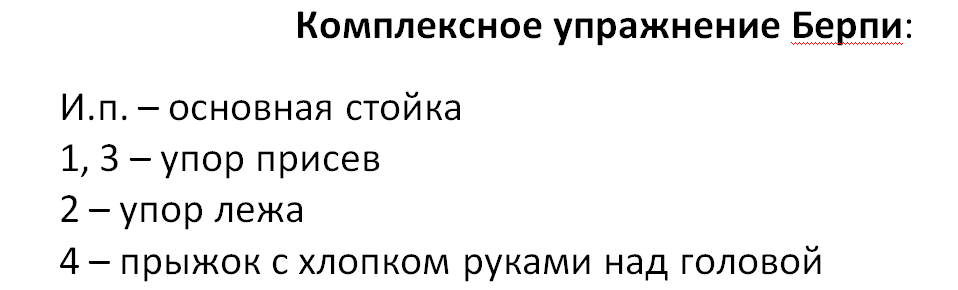 Комплексное упражнение Берпи:
И.п. – основная стойка
1, 3 – упор присев
2 – упор лежа
4 – прыжок с хлопком руками над головой